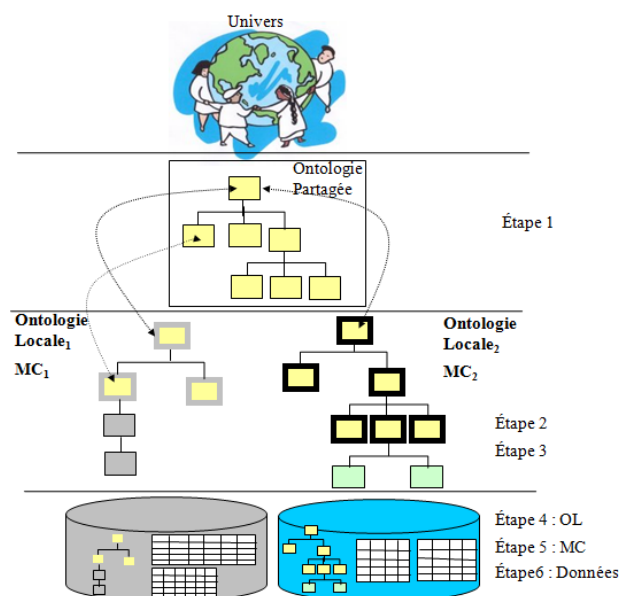 Univers
Ontologie
Partagée
Étape 1
Ontologie
Locale₁
MC₁
Ontologie
Locale₂
MC₂
Étape 2
Étape 3
Étape 4 : OL
Étape 5 : MC
Étape6 : Données